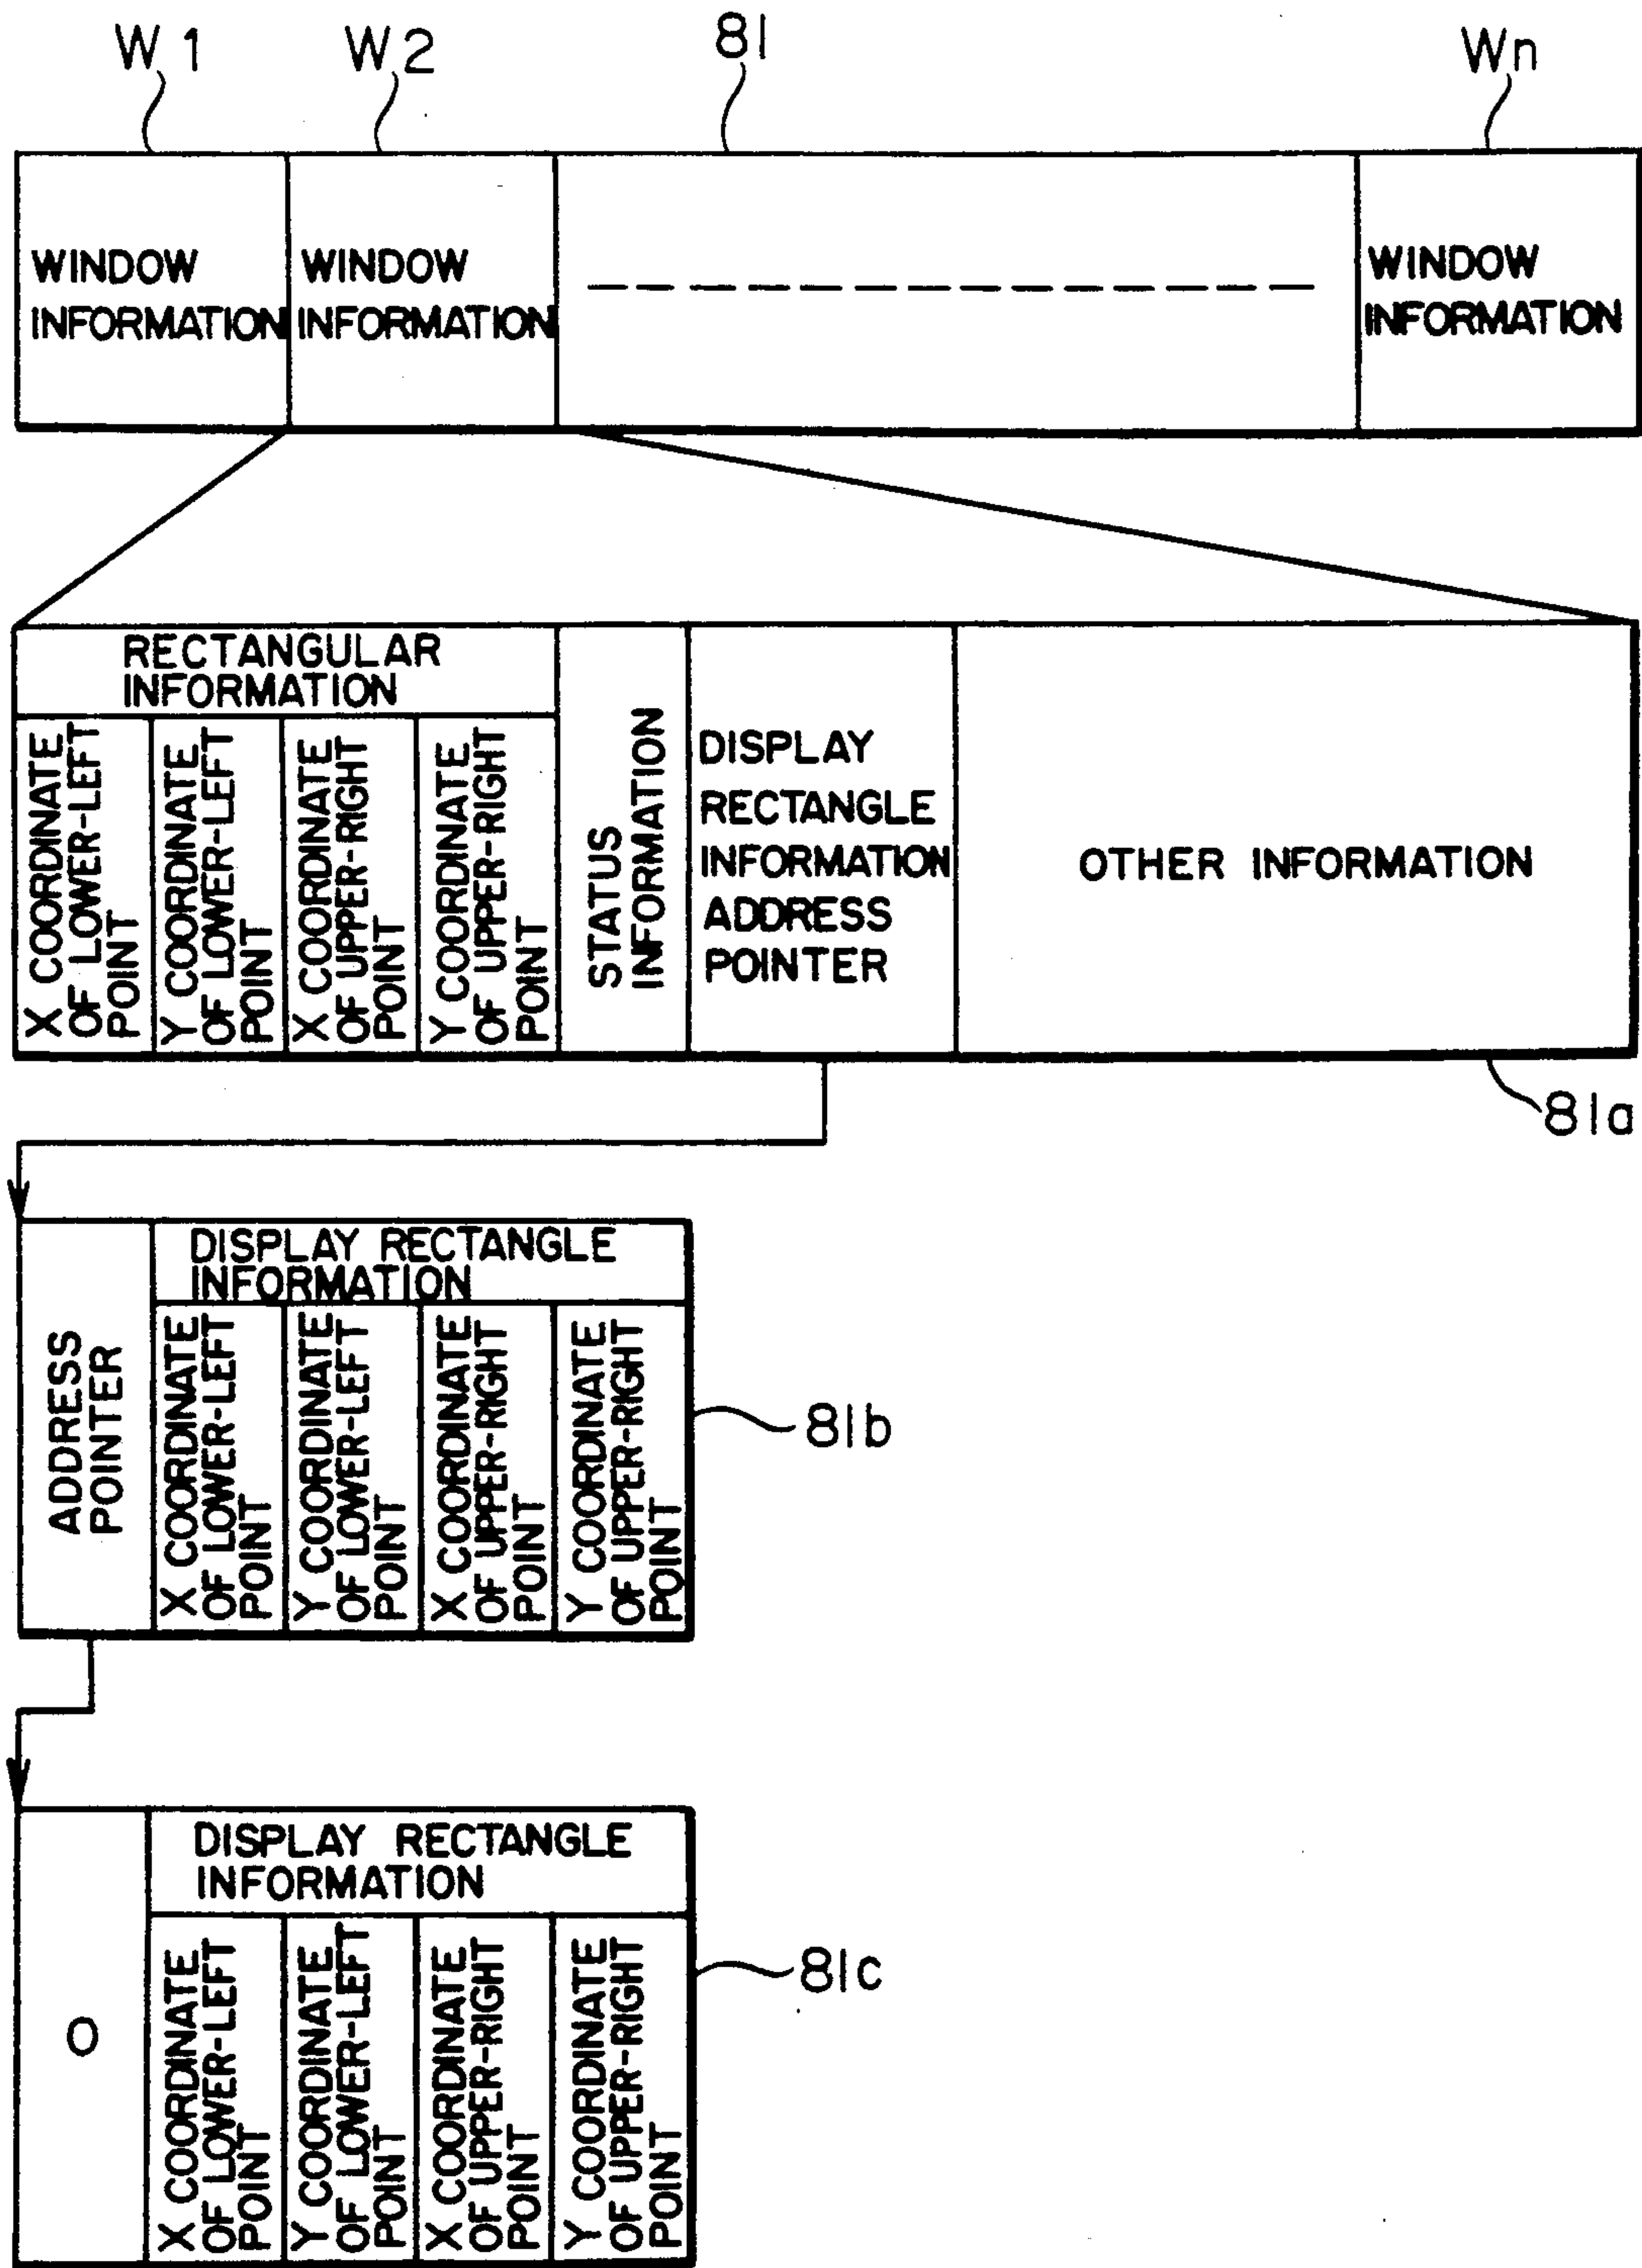 W1
W2
81
Wn
WINDOW
INFORMATION
WINDOW
INFORMATION
WINDOW
INFORMATION
RECTANGULAR
INFORMATION
X COORDINATE
OF LOWER-LEFT
POINT
Y COORDINATE
OF LOWER-LEFT
POINT
X COORDINATE
OF UPPER-RIGHT
POINT
Y COORDINATE
OF UPPER-RIGHT
POINT
STATUS
INFORMATION
DISPLAY
RECTANGLE
INFORMATION
ADDRESS
POINTER
OTHER INFORMATION
81a
ADDRESS
POINTER
DISPLAY RECTANGLE
INFORMATION
X COORDINATE
OF LOWER-LEFT
POINT
Y COORDINATE
OF LOWER-LEFT
POINT
X COORDINATE
OF UPPER-RIGHT
POINT
Y COORDINATE
OF UPPER-RIGHT
POINT
81b
0
DISPLAY RECTANGLE
INFORMATION
X COORDINATE
OF LOWER-LEFT
POINT
Y COORDINATE
OF LOWER-LEFT
POINT
X COORDINATE
OF UPPER-RIGHT
POINT
Y COORDINATE
OF UPPER-RIGHT
POINT
81c